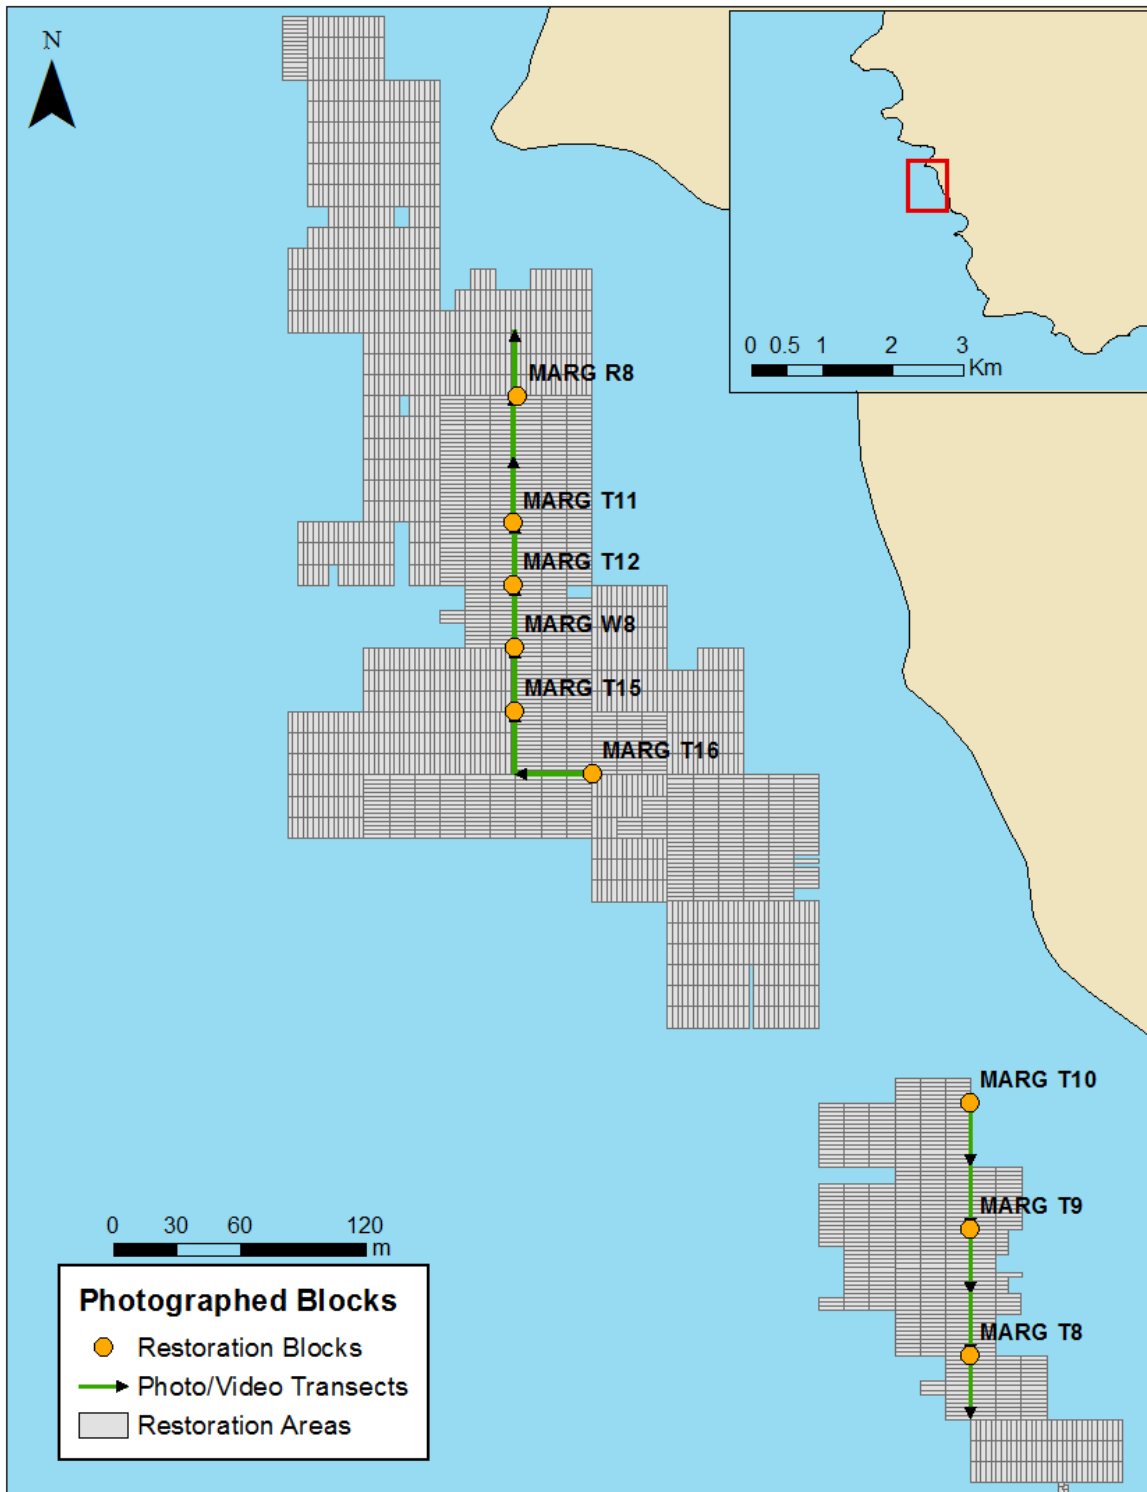 N
0 0.5 1 2 3
Km
MARG R8
MARG T11
MARG T12
MARG W8
MARG T15
MARG T16
MARG T10
MARG T9
MARG T8
0 30 60 120
m
Photographed Blocks
Restoration Blocks
Photo/Video Transects
Restoration Areas